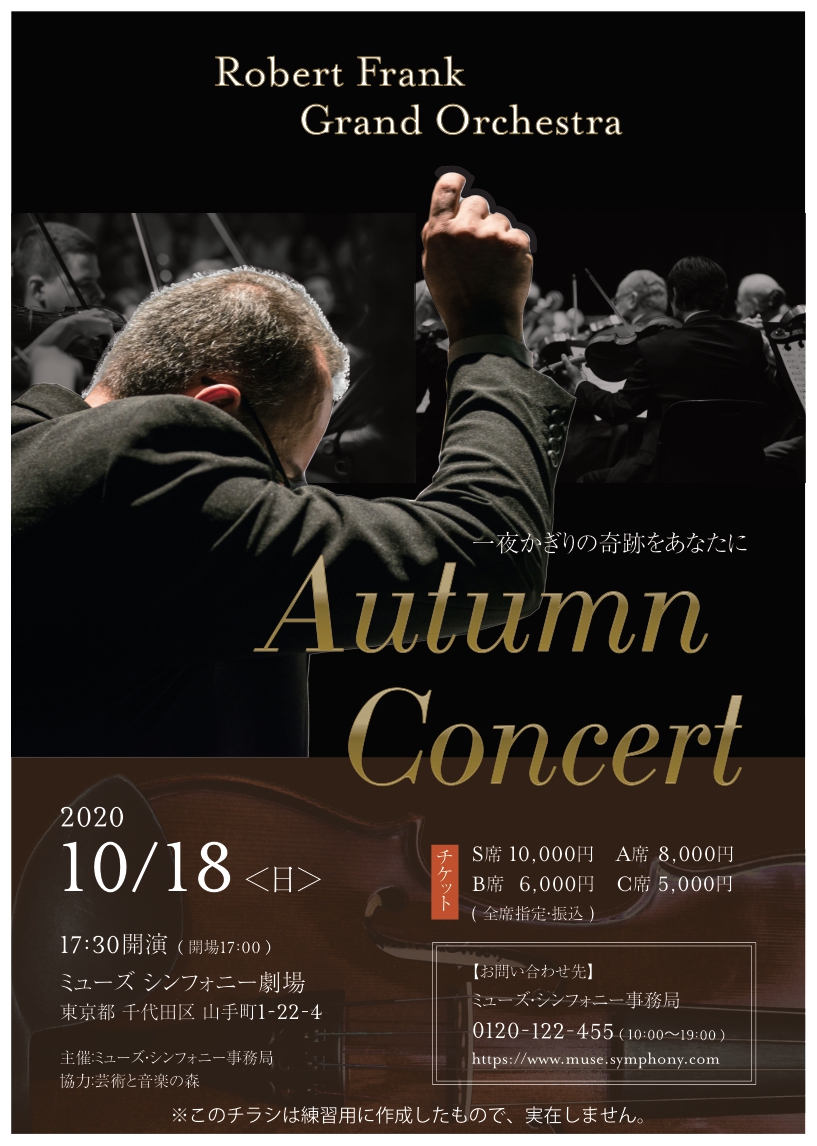 Robert Frank
Grand Orchestra
一夜かぎりの奇跡をあなたに
Autumn
Concert
2020
10/18 <日>
17:30開演 ( 開場17:00 )
ミューズ シンフォニー劇場
東京都 千代田区 山手町1-22-4
主催:ミューズ・シンフォニー事務局
協力:芸術と音楽の森
チケット
S席 10,000円 A席 8,000円
B席 6,000円 C席 5,000円
( 全席指定・振込 )
【お問い合わせ先】
ミューズ・シンフォニー事務局
0120-122-455 ( 10:00〜19:00 )
https://www.muse.symphony.com
※このチラシは練習用に作成したもので、実在しません。